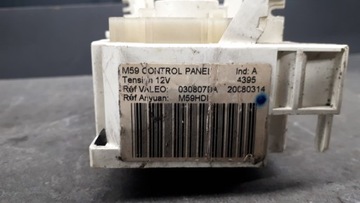 M59 CONTROL PANEL Ind: A
Tension 12V 4395
Réf VALEO: 030807BA 20080314
Réf Anyuan: M59HDI